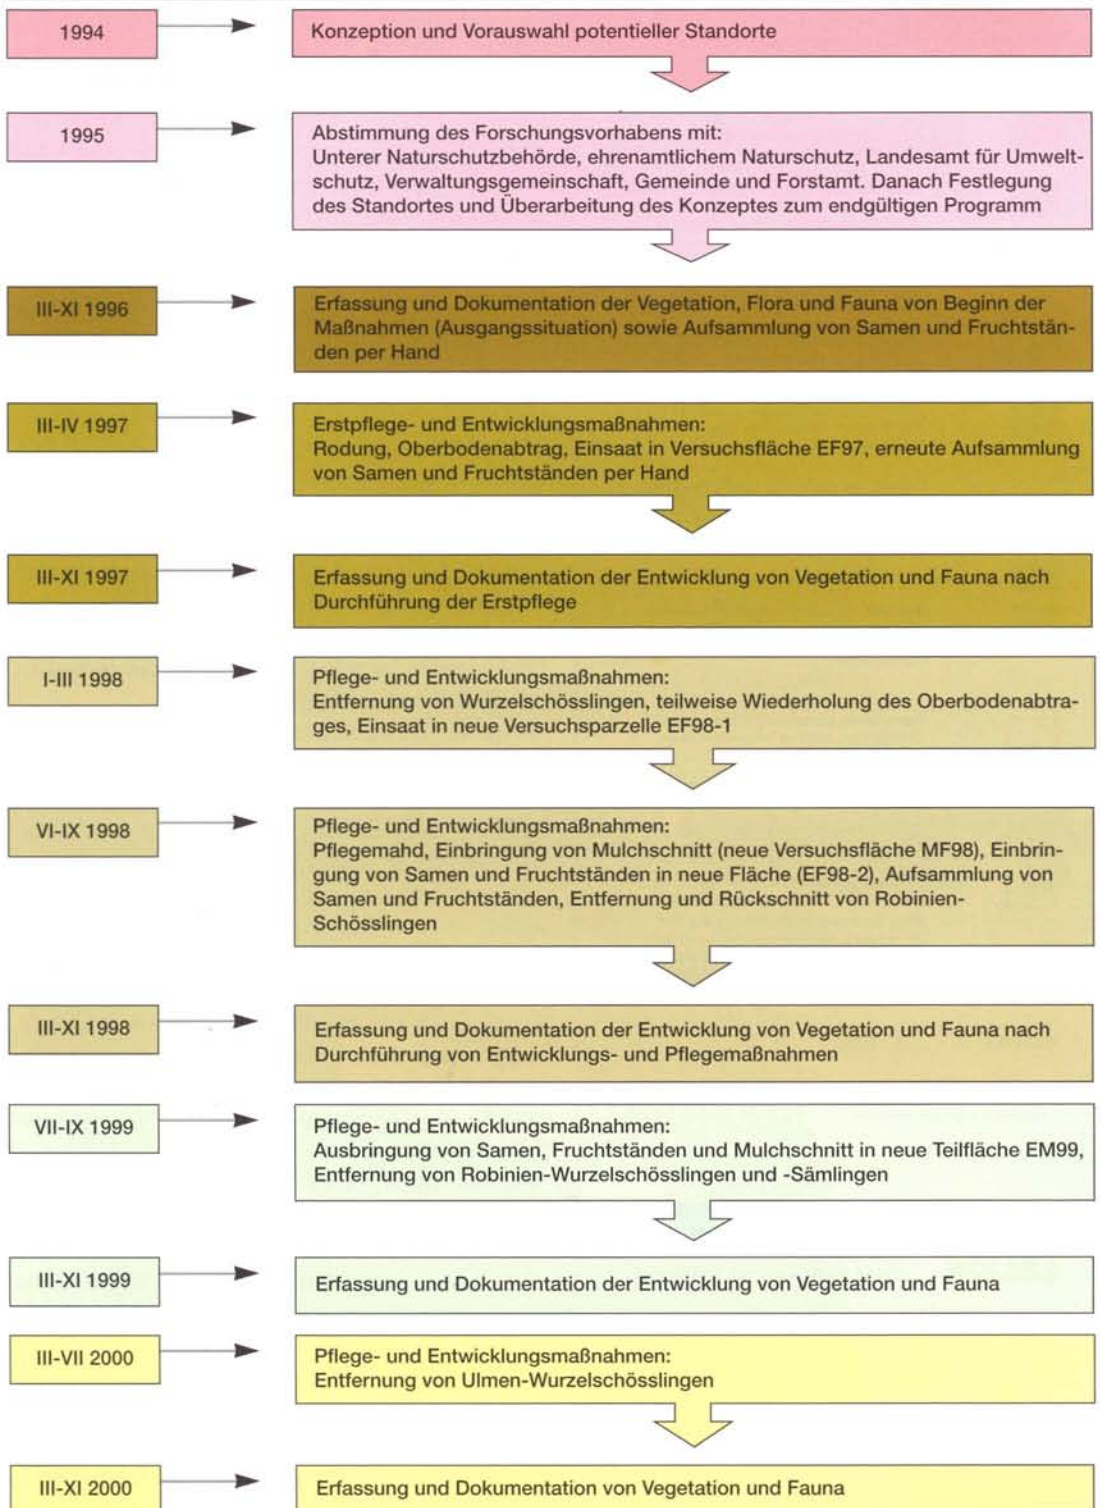 1994
Konzeption und Vorauswahl potentieller Standorte
1995
Abstimmung des Forschungsvorhabens mit:
Unterer Naturschutzbehörde, ehrenamtlichem Naturschutz, Landesamt für Umwelt-
schutz, Verwaltungsgemeinschaft, Gemeinde und Forstamt. Danach Festlegung
des Standortes und Überarbeitung des Konzeptes zum endgültigen Programm
III-XI 1996
Erfassung und Dokumentation der Vegetation, Flora und Fauna von Beginn der
Maßnahmen (Ausgangssituation) sowie Aufsammlung von Samen und Fruchtstän-
den per Hand
III-IV 1997
Erstpflege- und Entwicklungsmaßnahmen:
Rodung, Oberbodenabtrag, Einsaat in Versuchsfläche EF97, erneute Aufsammlung
von Samen und Fruchtständen per Hand
III-XI 1997
Erfassung und Dokumentation der Entwicklung von Vegetation und Fauna nach
Durchführung der Erstpflege
I-III 1998
Pflege- und Entwicklungsmaßnahmen:
Entfernung von Wurzelschösslingen, teilweise Wiederholung des Oberbodenabtra-
ges, Einsaat in neue Versuchsparzelle EF98-1
VI-IX 1998
Pflege- und Entwicklungsmaßnahmen:
Pflegemahd, Einbringung von Mulchschnitt (neue Versuchsfläche MF98), Einbrin-
gung von Samen und Fruchtständen in neue Fläche (EF98-2), Aufsammlung von
Samen und Fruchtständen, Entfernung und Rückschnitt von Robinien-
Schösslingen
III-XI 1998
Erfassung und Dokumentation der Entwicklung von Vegetation und Fauna nach
Durchführung von Entwicklungs- und Pflegemaßnahmen
VII-IX 1999
Pflege- und Entwicklungsmaßnahmen:
Ausbringung von Samen, Fruchtständen und Mulchschnitt in neue Teilfläche EM99,
Entfernung von Robinien-Wurzelschösslingen und -Sämlingen
III-XI 1999
Erfassung und Dokumentation der Entwicklung von Vegetation und Fauna
III-VII 2000
Pflege- und Entwicklungsmaßnahmen:
Entfernung von Ulmen-Wurzelschösslingen
III-XI 2000
Erfassung und Dokumentation von Vegetation und Fauna